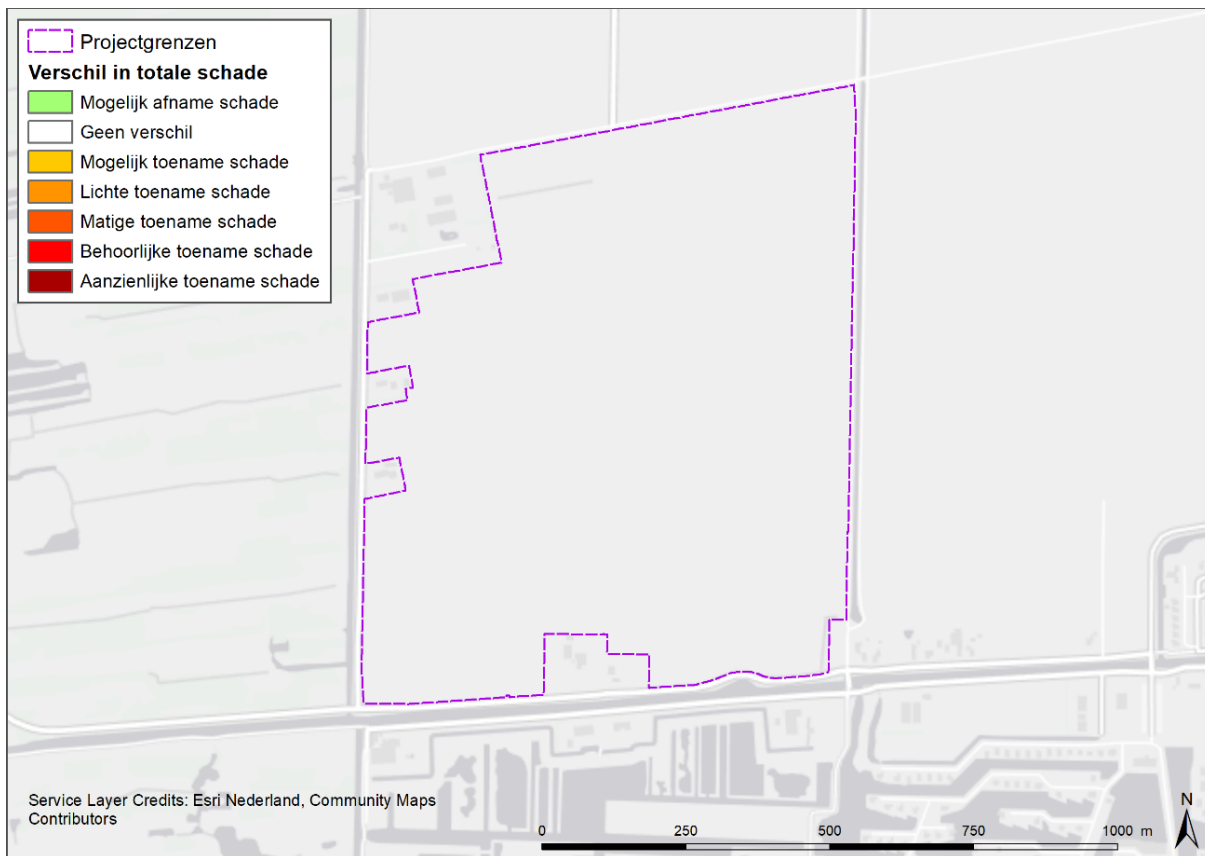 Projectgrenzen
Verschil in totale schade
Mogelijk afname schade
Geen verschil
Mogelijk toename schade
Lichte toename schade
Matige toename schade
Behoorlijke toename schade
Aanzienlijke toename schade
Service Layer Credits: Esri Nederland, Community Maps
Contributors
0 250 500 750 1000 m
N